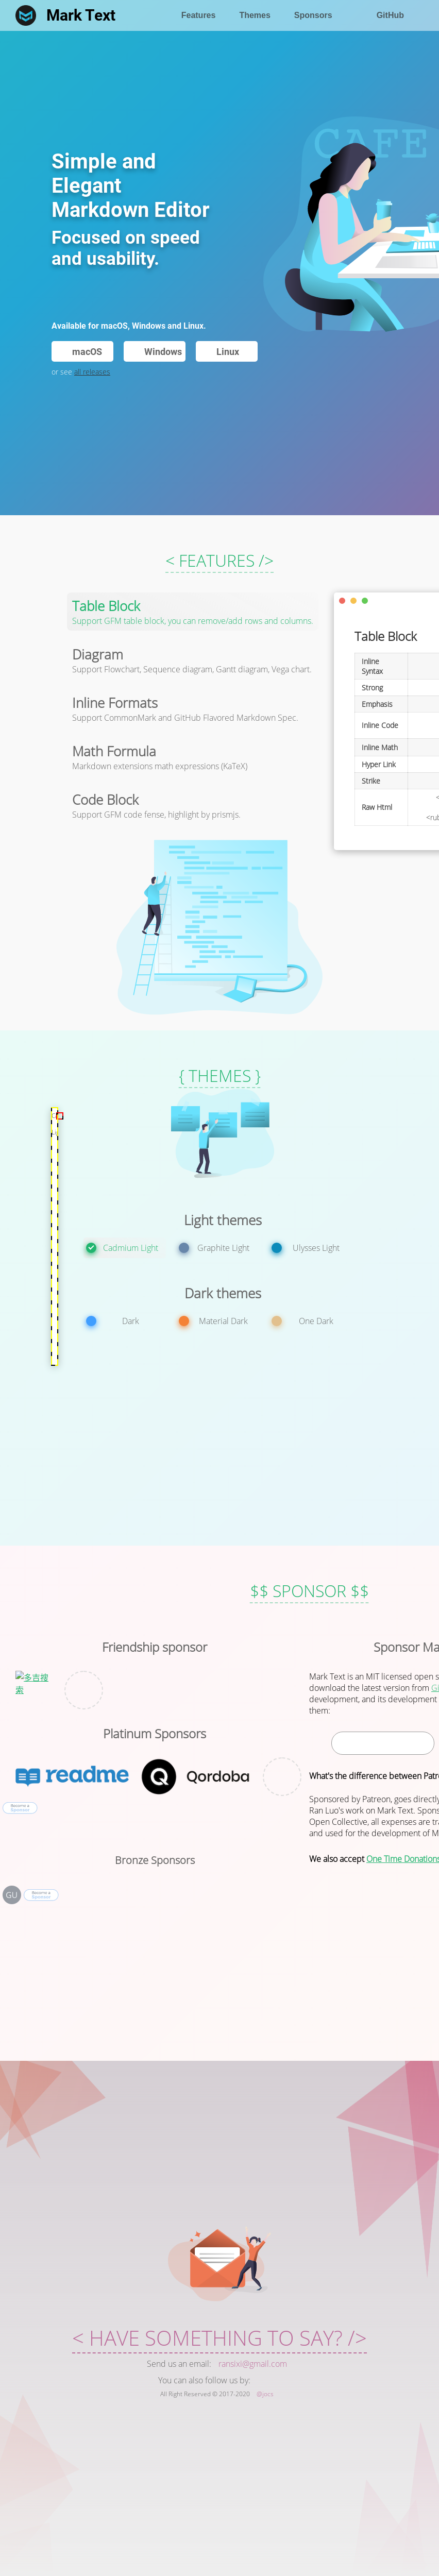 Mark Text
Features
Themes
Sponsors
GitHub
CAFE
Simple and
Elegant
Markdown Editor
Focused on speed
and usability.
Available for macOS, Windows and Linux.
macOS
Windows
Linux
or see all releases
< FEATURES />
Table Block
Support GFM table block, you can remove/add rows and columns.
Diagram
Support Flowchart, Sequence diagram, Gantt diagram, Vega chart.
Inline Formats
Support CommonMark and GitHub Flavored Markdown Spec.
Math Formula
Markdown extensions math expressions (KaTeX)
Code Block
Support GFM code fense, highlight by prismjs.
Table Block
Inline
Syntax
Strong
Emphasis
Inline Code
Inline Math
Hyper Link
Strike
<
Raw Html
<rub
{ THEMES }
Light themes
Cadmium Light
Graphite Light
Ulysses Light
Dark themes
Dark
Material Dark
One Dark
$$ SPONSOR $$
Friendship sponsor
多吉搜
索
Platinum Sponsors
readme
Qordoba
Become a
Sponsor
Bronze Sponsors
GU
Become a
Sponsor
Sponsor Ma
Mark Text is an MIT licensed open s
download the latest version from Gi
development, and its development
them:
What's the difference between Patre
Sponsored by Patreon, goes directly
Ran Luo's work on Mark Text. Spons
Open Collective, all expenses are tra
and used for the development of M
We also accept One Time Donations
< HAVE SOMETHING TO SAY? />
Send us an email: ransixi@gmail.com
You can also follow us by:
All Right Reserved © 2017-2020 @jocs